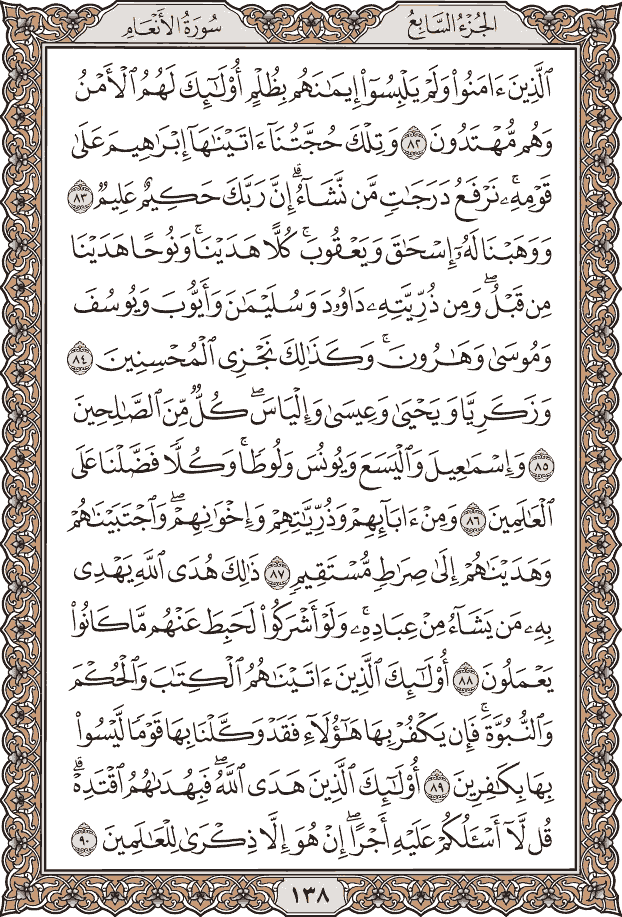 الجُزْءُ السَّابِعُ
سُورَةُ الأَنْعَامِ
ٱلَّذِينَ ءَامَنُوا۟ وَلَمْ يَلْبِسُوٓا۟ إِيمَـٰنَهُم بِظُلْمٍ أُو۟لَـٰٓئِكَ لَهُمُ ٱلْأَمْنُ
وَهُم مُّهْتَدُونَ ٨٢ وَتِلْكَ حُجَّتُنَآ ءَاتَيْنَـٰهَآ إِبْرَٰهِيمَ عَلَىٰ
قَوْمِهِۦ ۚ نَرْفَعُ دَرَجَـٰتٍ مَّن نَّشَآءُ ۗ إِنَّ رَبَّكَ حَكِيمٌ عَلِيمٌ ٨٣
وَوَهَبْنَا لَهُۥٓ إِسْحَـٰقَ وَيَعْقُوبَ ۚ كُلًّا هَدَيْنَا ۚ وَنُوحًا هَدَيْنَا
مِن قَبْلُ ۖ وَمِن ذُرِّيَّتِهِۦ دَاوُۥدَ وَسُلَيْمَـٰنَ وَأَيُّوبَ وَيُوسُفَ
وَمُوسَىٰ وَهَـٰرُونَ ۚ وَكَذَٰلِكَ نَجْزِى ٱلْمُحْسِنِينَ ٨٤
وَزَكَرِيَّا وَيَحْيَىٰ وَعِيسَىٰ وَإِلْيَاسَ ۖ كُلٌّ مِّنَ ٱلصَّـٰلِحِينَ
٨٥ وَإِسْمَـٰعِيلَ وَٱلْيَسَعَ وَيُونُسَ وَلُوطًا ۚ وَكُلًّا فَضَّلْنَا عَلَى
ٱلْعَـٰلَمِينَ ٨٦ وَمِنْ ءَابَآئِهِمْ وَذُرِّيَّـٰتِهِمْ وَإِخْوَٰنِهِمْ ۖ وَٱجْتَبَيْنَـٰهُمْ
وَهَدَيْنَـٰهُمْ إِلَىٰ صِرَٰطٍ مُّسْتَقِيمٍ ٨٧ ذَٰلِكَ هُدَى ٱللَّهِ يَهْدِى
بِهِۦ مَن يَشَآءُ مِنْ عِبَادِهِۦ ۚ وَلَوْ أَشْرَكُوا۟ لَحَبِطَ عَنْهُم مَّا كَانُوا۟
يَعْمَلُونَ ٨٨ أُو۟لَـٰٓئِكَ ٱلَّذِينَ ءَاتَيْنَـٰهُمُ ٱلْكِتَـٰبَ وَٱلْحُكْمَ
وَٱلنُّبُوَّةَ ۚ فَإِن يَكْفُرْ بِهَا هَـٰٓؤُلَآءِ فَقَدْ وَكَّلْنَا بِهَا قَوْمًا لَّيْسُوا۟
بِهَا بِكَـٰفِرِينَ ٨٩ أُو۟لَـٰٓئِكَ ٱلَّذِينَ هَدَى ٱللَّهُ ۖ فَبِهُدَىٰهُمُ ٱقْتَدِهْ ۗ
قُل لَّآ أَسْـَٔلُكُمْ عَلَيْهِ أَجْرًا ۖ إِنْ هُوَ إِلَّا ذِكْرَىٰ لِلْعَـٰلَمِينَ ٩٠
١٣٨